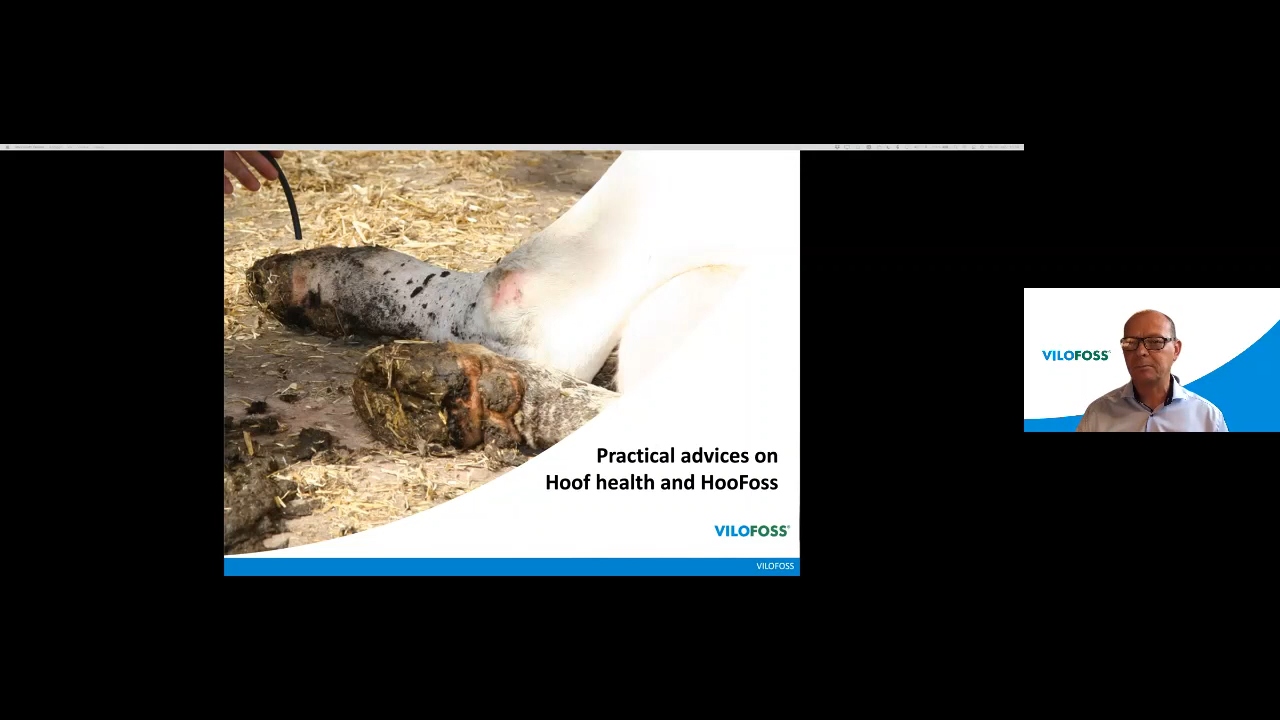 Practical advices on
Hoof health and HooFoss
VILOFOSS®
VILOFOSS
VILOFOSS®